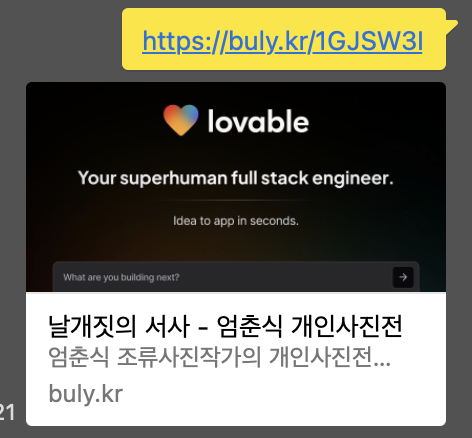 https://buly.kr/1GJSW3I
lovable
Your superhuman full stack engineer.
Idea to app in seconds.
What are you building next?
날개짓의 서사 - 엄춘식 개인사진전
엄춘식 조류사진작가의 개인사진전...
buly.kr
21